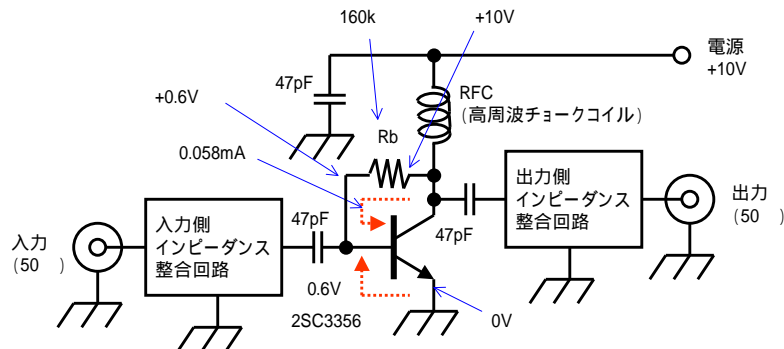 160k
+10V
電源
+10V
47pF
RFC
(高周波チョークコイル)
+0.6V
Rb
0.058mA
出力側
インピーダンス
整合回路
出力
(50　)
入力側
インピーダンス
整合回路
47pF
47pF
入力
(50　)
0.6V
2SC3356
0V